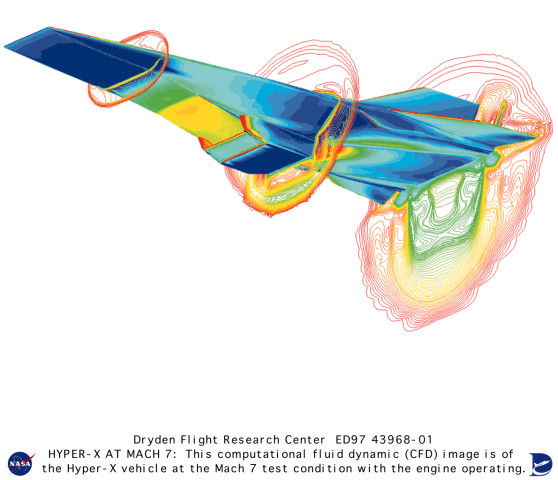 Dryden Flight Research Center ED97 43968-01
HYPER-X AT MACH 7: This computational fluid dynamic (CFD) image is of
the Hyper-X vehicle at the Mach 7 test condition with the engine operating.
NASA